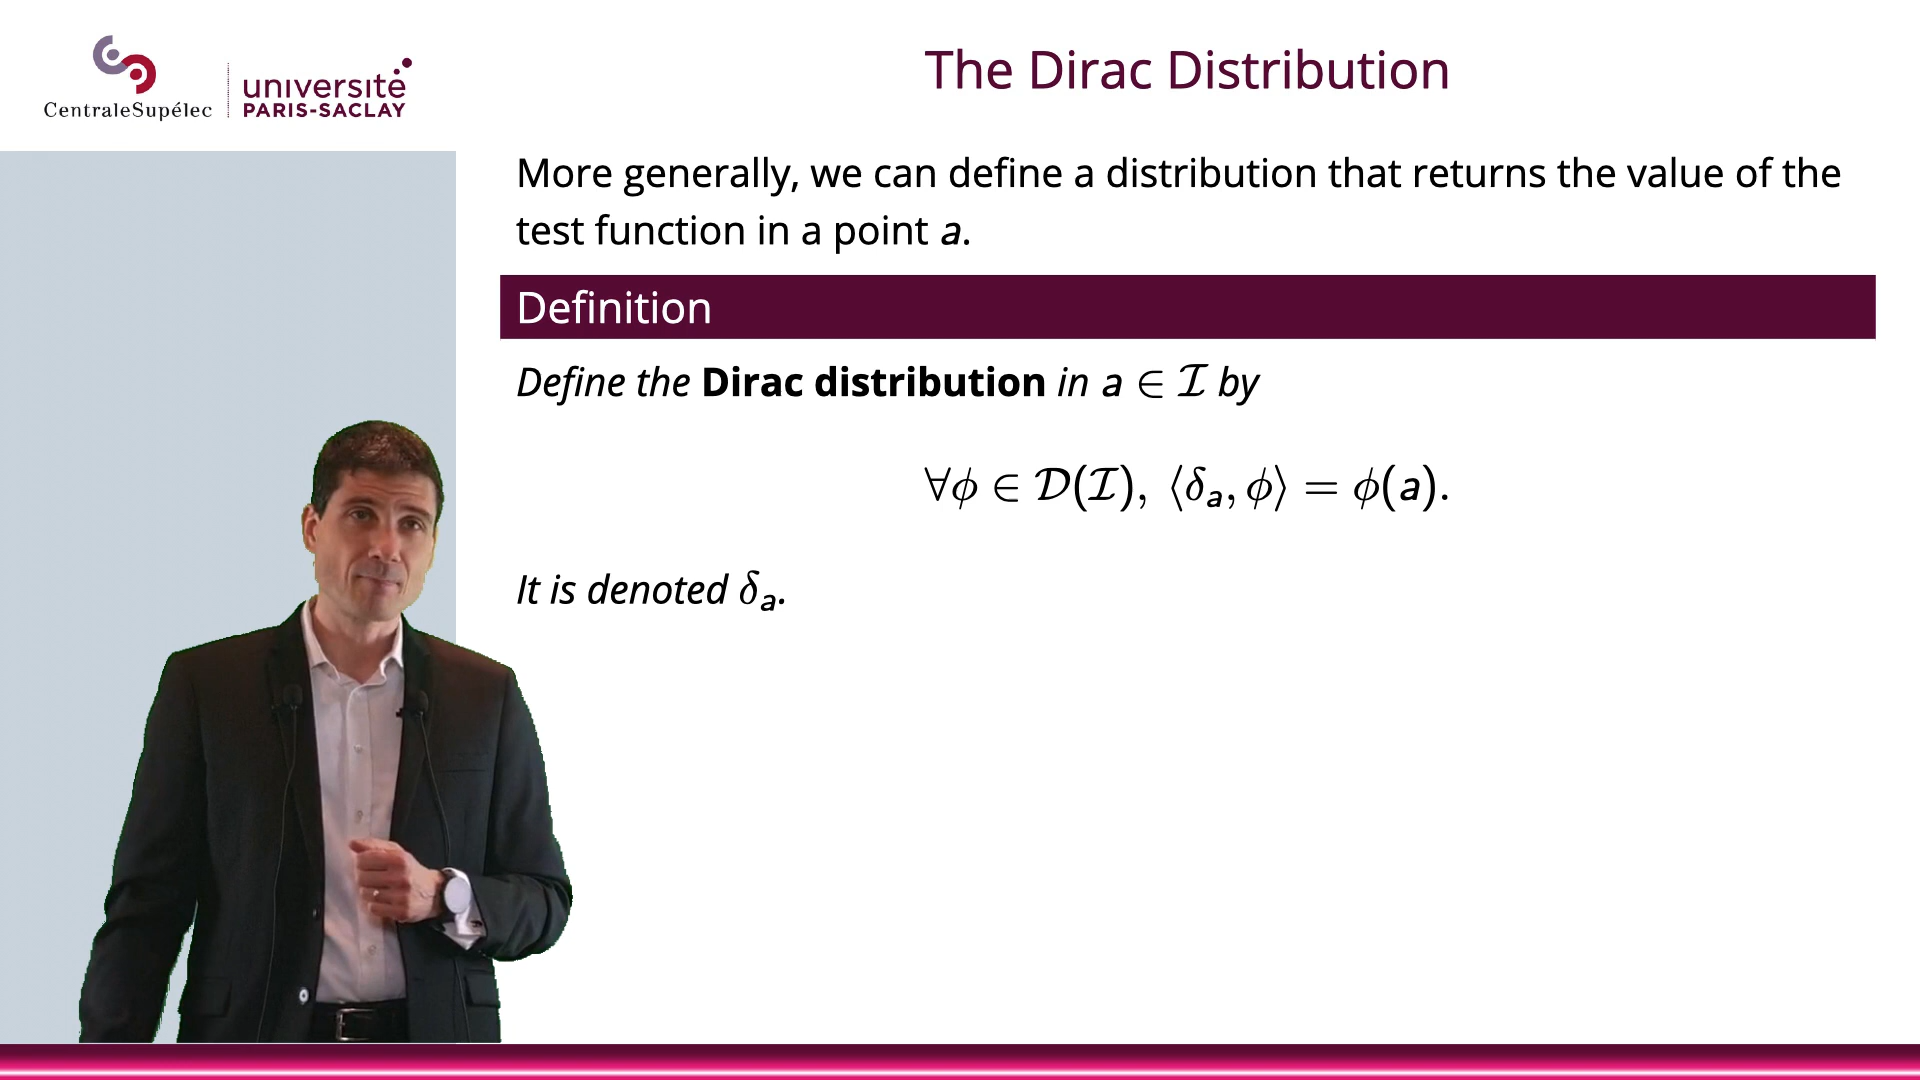 CentraleSupélec
université
PARIS-SACLAY
The Dirac Distribution
More generally, we can define a distribution that returns the value of the
test function in a point a.
Definition
Define the Dirac distribution in a ∈ ℐ by
∀ϕ ∈ 𝒟(ℐ), ⟨δₐ, ϕ⟩ = ϕ(a).
It is denoted δₐ.